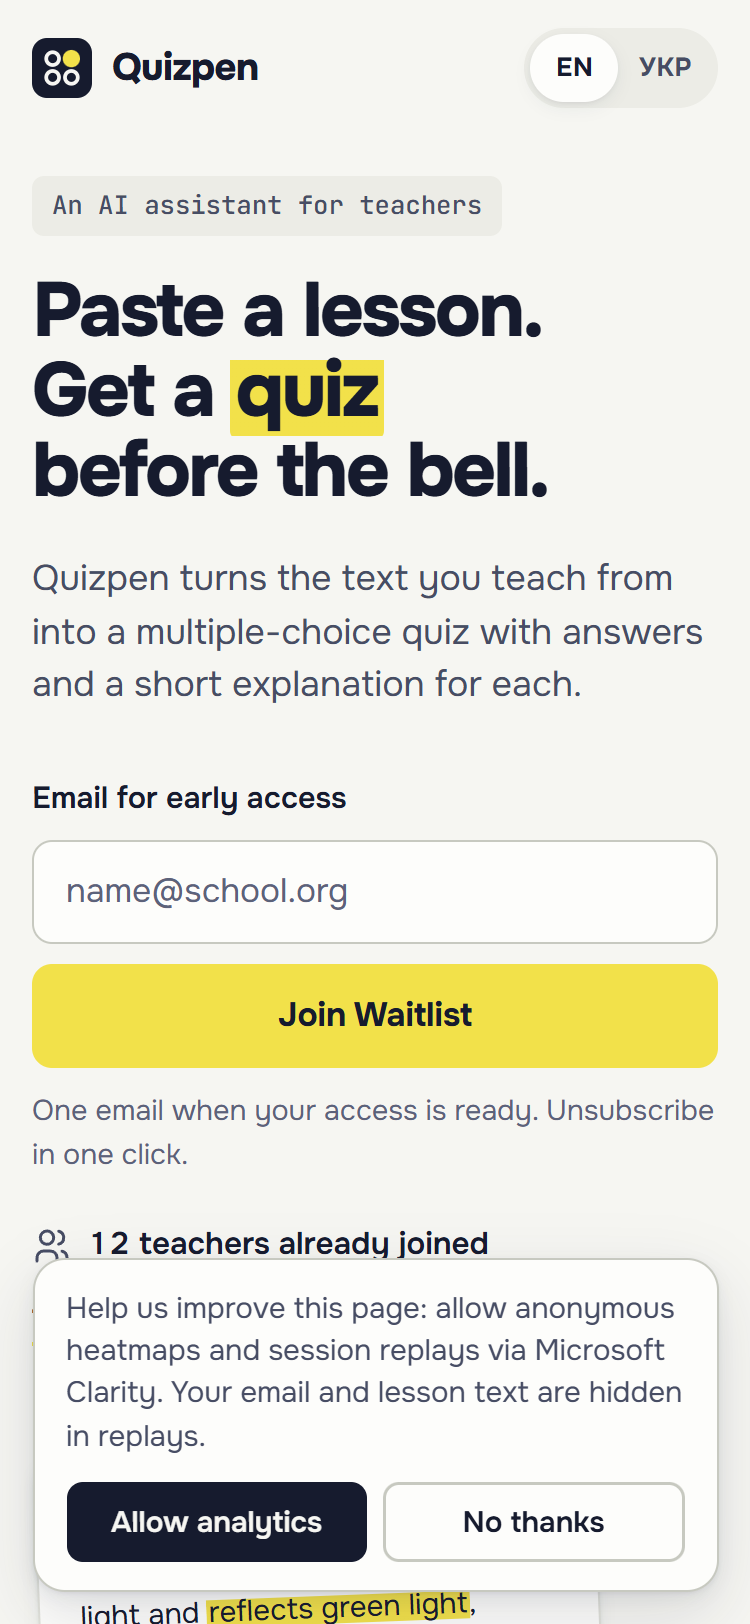 Quizpen
EN УКР
An AI assistant for teachers
Paste a lesson.
Get a quiz
before the bell.
Quizpen turns the text you teach from
into a multiple-choice quiz with answers
and a short explanation for each.
Email for early access
name@school.org
Join Waitlist
One email when your access is ready. Unsubscribe
in one click.
12 teachers already joined
Help us improve this page: allow anonymous
heatmaps and session replays via Microsoft
Clarity. Your email and lesson text are hidden
in replays.
Allow analytics No thanks
light and reflects green light,